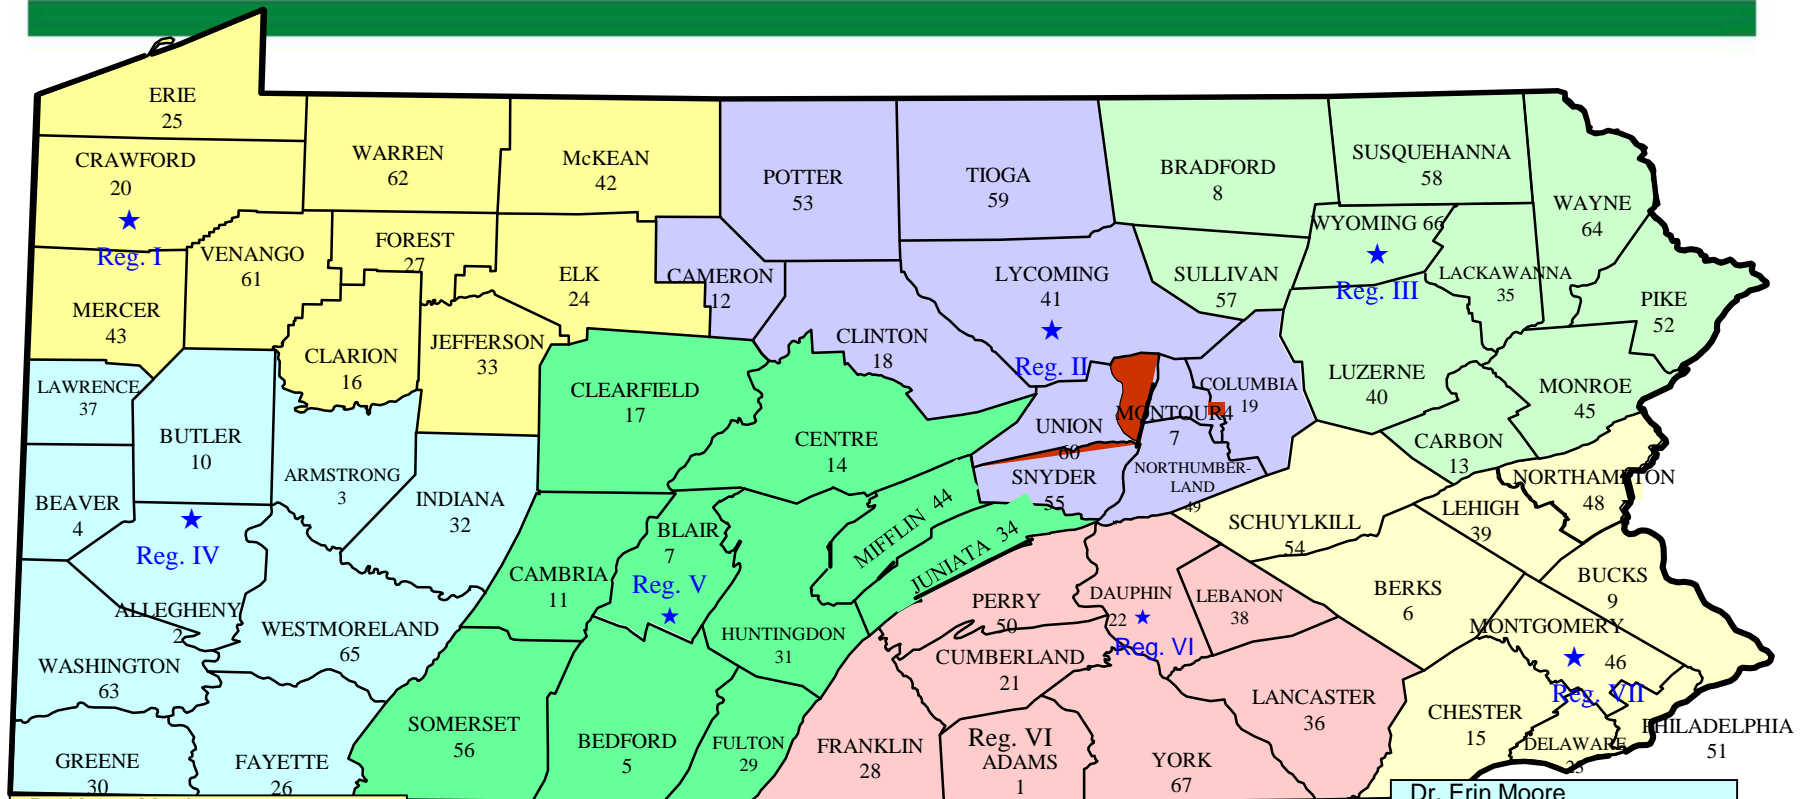 ERIE
25
CRAWFORD
20
Reg. I
WARREN
62
McKEAN
42
POTTER
53
TIOGA
59
BRADFORD
8
SUSQUEHANNA
58
WAYNE
64
WYOMING 66
Reg. III
LACKAWANNA
35
PIKE
52
SULLIVAN
57
LYCOMING
41
Reg. II
CAMERON
12
CLINTON
18
ELK
24
FOREST
27
VENANGO
61
MERCER
43
CLARION
16
JEFFERSON
33
LAWRENCE
37
BUTLER
10
ARMSTRONG
3
INDIANA
32
BEAVER
4
Reg. IV
ALLEGHENY
2
WESTMORELAND
65
WASHINGTON
63
GREENE
30
FAYETTE
26
CLEARFIELD
17
CENTRE
14
CAMBRIA
11
BLAIR
7
Reg. V
HUNTINGDON
31
MIFFLIN 44
JUNIATA 34
SOMERSET
56
BEDFORD
5
FULTON
29
UNION
60
SNYDER
55
MONTOUR4
7
COLUMBIA
19
NORTHUMBER-
LAND
49
LUZERNE
40
MONROE
45
CARBON
13
NORTHAMPTON
48
LEHIGH
39
SCHUYLKILL
54
BERKS
6
BUCKS
9
MONTGOMERY
46
Reg. VII
CHESTER
15
DELAWARE
23
PHILADELPHIA
51
PERRY
50
DAUPHIN
22
Reg. VI
LEBANON
38
CUMBERLAND
21
LANCASTER
36
FRANKLIN
28
Reg. VI
ADAMS
1
YORK
67
Dr. Erin Moore